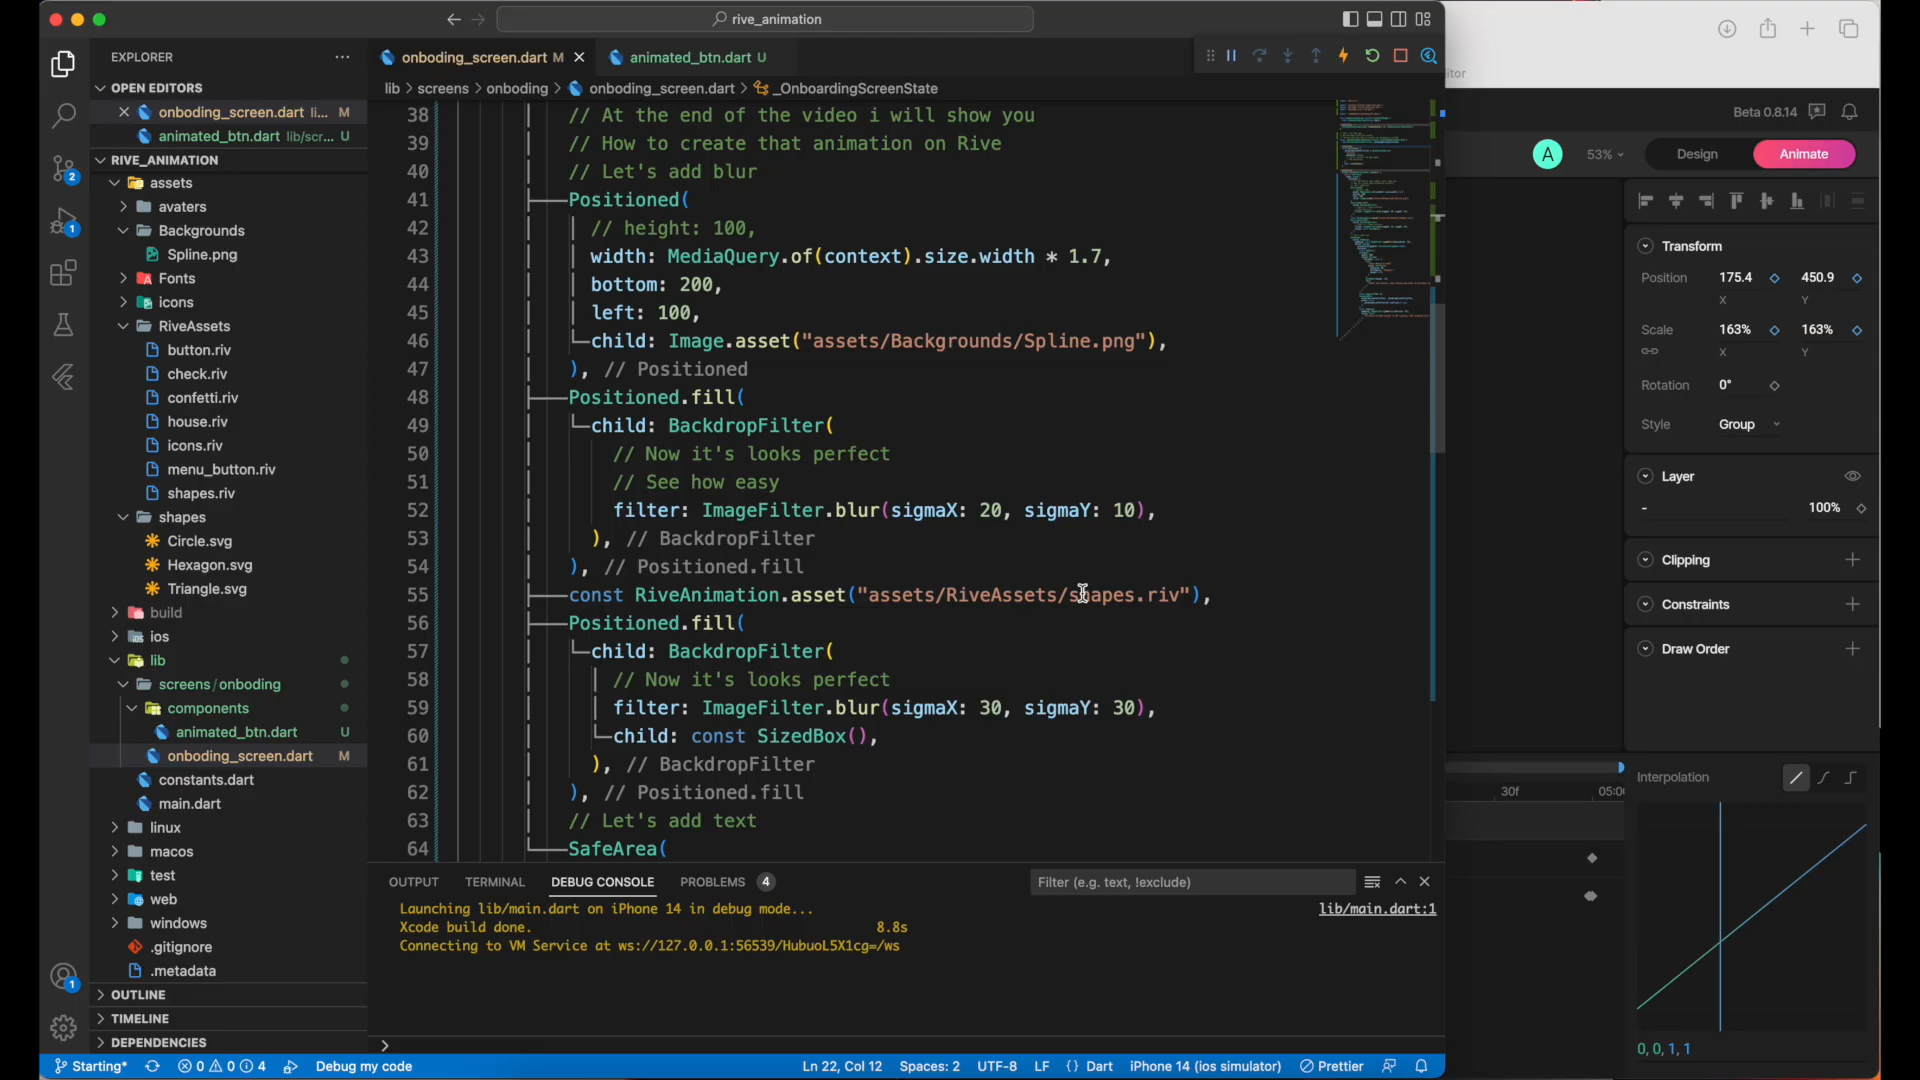 rive_animation
EXPLORER
OPEN EDITORS
onboding_screen.dart li... M
animated_btn.dart lib/scr... U
RIVE_ANIMATION
assets
avaters
Backgrounds
Spline.png
Fonts
icons
RiveAssets
button.riv
check.riv
confetti.riv
house.riv
icons.riv
menu_button.riv
shapes.riv
shapes
Circle.svg
Hexagon.svg
Triangle.svg
build
ios
lib
screens/onboding
components
animated_btn.dart U
onboding_screen.dart M
constants.dart
main.dart
linux
macos
test
web
windows
.gitignore
.metadata
OUTLINE
TIMELINE
DEPENDENCIES
2
1
1
onboding_screen.dart M
animated_btn.dart U
lib > screens > onboding > onboding_screen.dart > _OnboardingScreenState
38 // At the end of the video i will show you
39 // How to create that animation on Rive
40 // Let's add blur
41 Positioned(
42 // height: 100,
43 width: MediaQuery.of(context).size.width * 1.7,
44 bottom: 200,
45 left: 100,
46 child: Image.asset("assets/Backgrounds/Spline.png"),
47 ), // Positioned
48 Positioned.fill(
49 child: BackdropFilter(
50 // Now it's looks perfect
51 // See how easy
52 filter: ImageFilter.blur(sigmaX: 20, sigmaY: 10),
53 ), // BackdropFilter
54 ), // Positioned.fill
55 const RiveAnimation.asset("assets/RiveAssets/shapes.riv"),
56 Positioned.fill(
57 child: BackdropFilter(
58 // Now it's looks perfect
59 filter: ImageFilter.blur(sigmaX: 30, sigmaY: 30),
60 child: const SizedBox(),
61 ), // BackdropFilter
62 ), // Positioned.fill
63 // Let's add text
64 SafeArea(
OUTPUT TERMINAL DEBUG CONSOLE PROBLEMS 4
Filter (e.g. text, !exclude)
Launching lib/main.dart on iPhone 14 in debug mode... lib/main.dart:1
Xcode build done. 8.8s
Connecting to VM Service at ws://127.0.0.1:56539/HubuoL5X1cg=/ws
Starting* 0 0 4 Debug my code Ln 22, Col 12 Spaces: 2 UTF-8 LF {} Dart iPhone 14 (ios simulator) Prettier
itor
Beta 0.8.14
A 53% Design Animate
Transform
Position 175.4 450.9
X Y
Scale 163% 163%
X Y
Rotation 0°
Style Group
Layer
- 100%
Clipping
Constraints
Draw Order
Interpolation
30f 05:0
0, 0, 1, 1